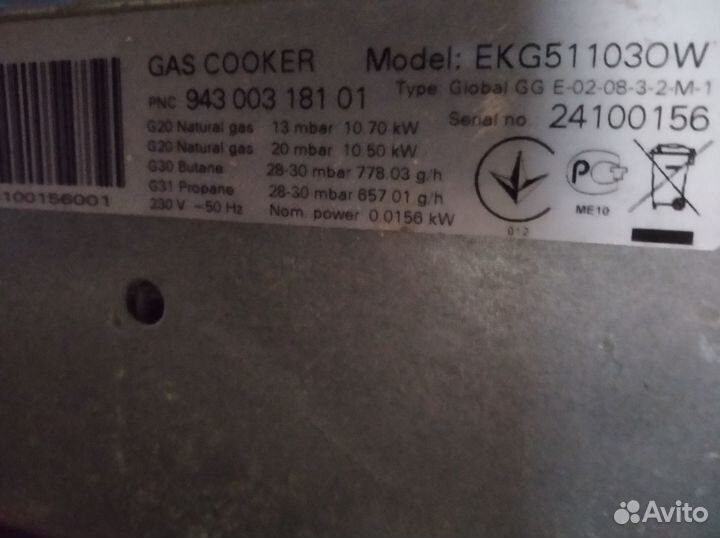 GAS COOKER Model: EKG511030W
PNC 943 003 181 01 Type Global GG E-02-08-3-2-M-1
G20 Natural gas 13 mbar 10.70 kW Serial no. 24100156
G20 Natural gas 20 mbar 10.50 kW
G30 Butane 28-30 mbar 778.03 g/h
G31 Propane 28-30 mbar 657 01 g/h
230 V ~50 Hz Nom. power 0.0156 kW
100156001
012
ME10
Avito